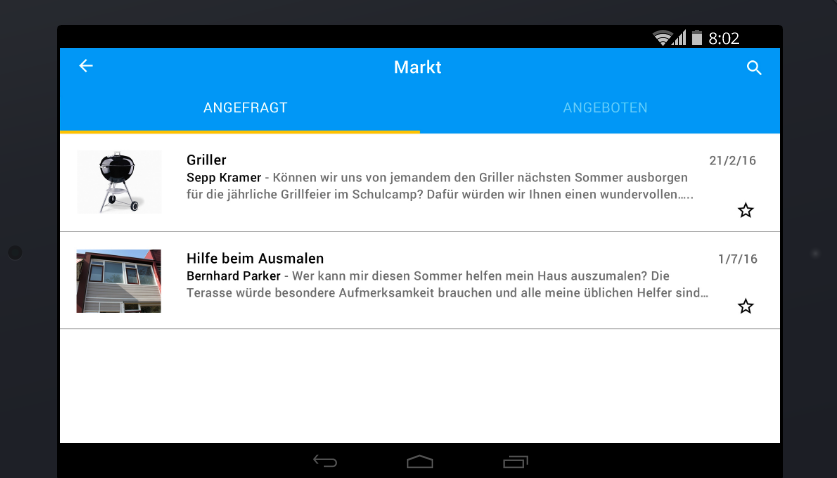 8:02
Markt
ANGEFRAGT
ANGEBOTEN
Griller
21/2/16
Sepp Kramer - Können wir uns von jemandem den Griller nächsten Sommer ausborgen
für die jährliche Grillfeier im Schulcamp? Dafür würden wir Ihnen einen wundervollen.....
Hilfe beim Ausmalen
1/7/16
Bernhard Parker - Wer kann mir diesen Sommer helfen mein Haus auszumalen? Die
Terasse würde besondere Aufmerksamkeit brauchen und alle meine üblichen Helfer sind...